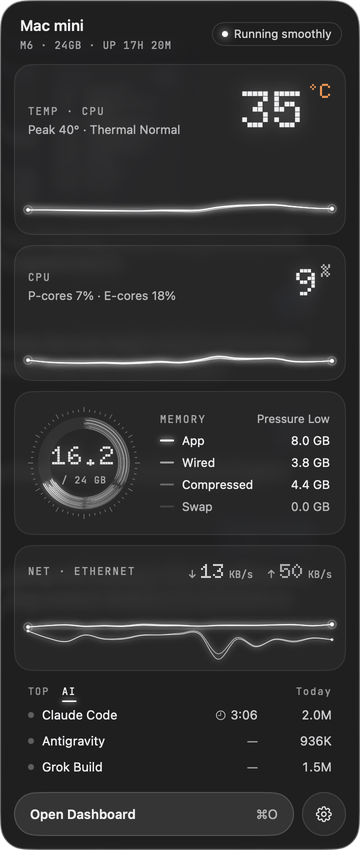 Mac mini
Running smoothly
M6 · 24GB · UP 17H 20M
35 °C
TEMP · CPU
Peak 40° · Thermal Normal
9 %
CPU
P-cores 7% · E-cores 18%
MEMORY Pressure Low
App 8.0 GB
Wired 3.8 GB
Compressed 4.4 GB
Swap 0.0 GB
16.2
/ 24 GB
NET · ETHERNET ↓13 KB/s ↑50 KB/s
TOP AI Today
Claude Code 3:06 2.0M
Antigravity — 936K
Grok Build — 1.5M
Open Dashboard ⌘O